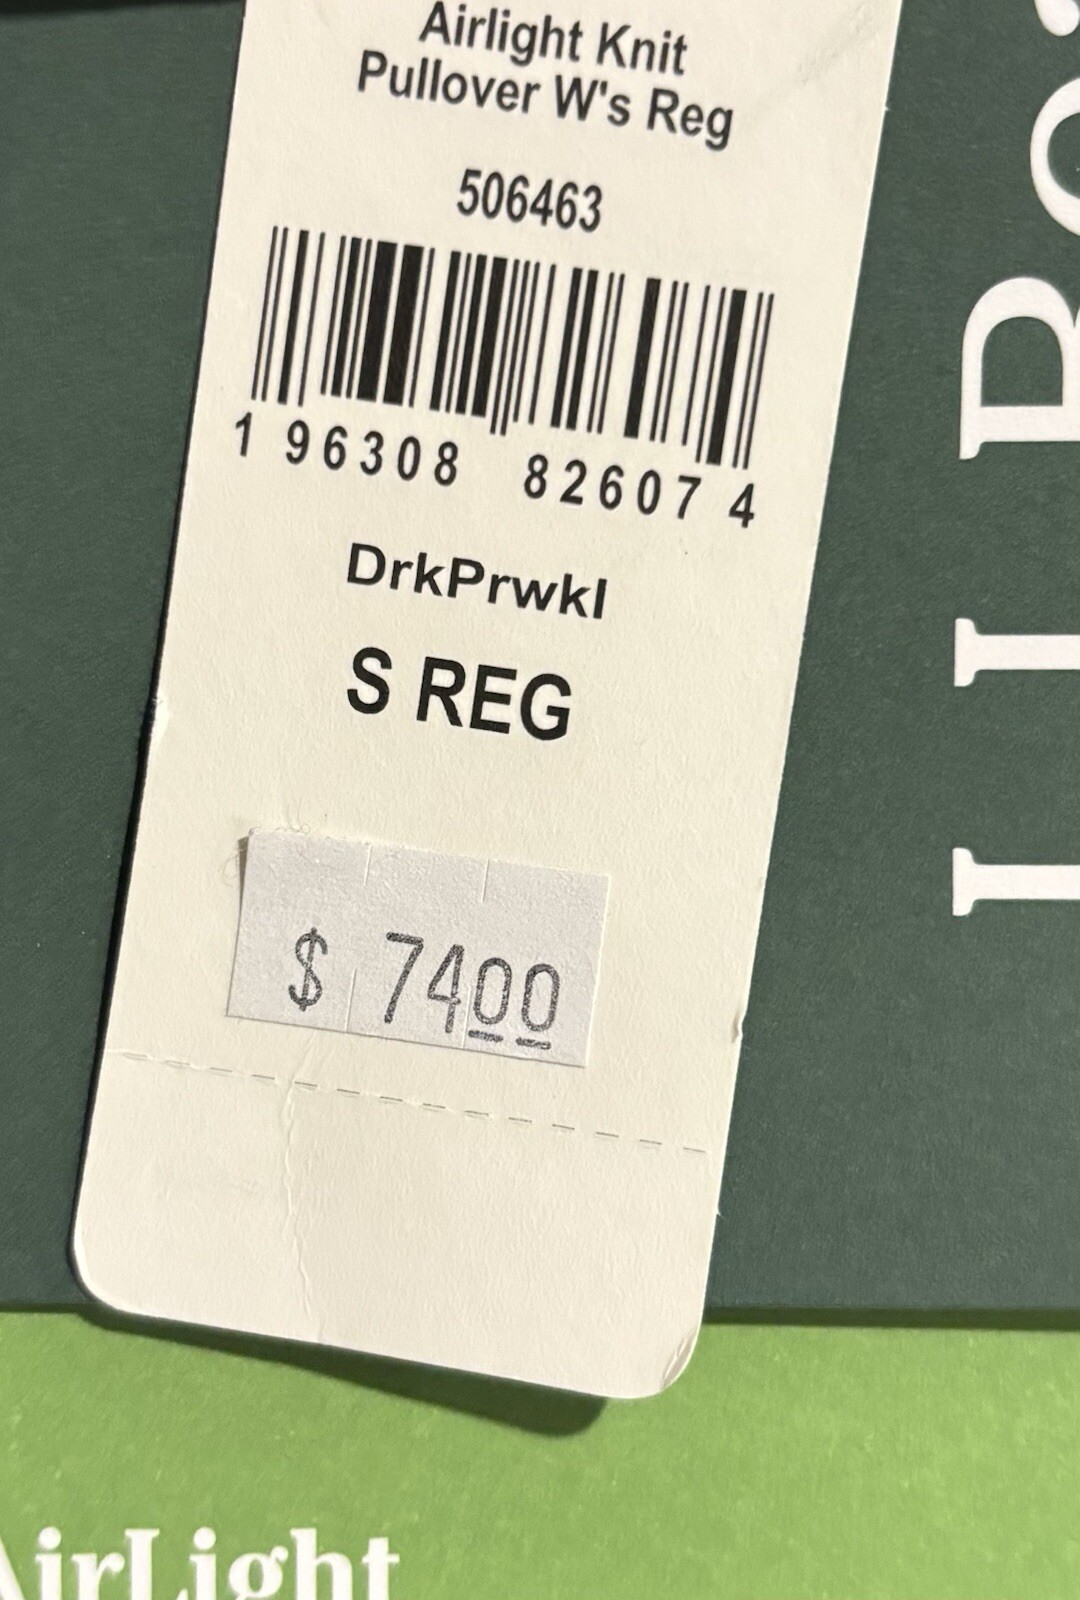 Airlight Knit
Pullover W's Reg
506463
1 96308 82607 4
DrkPrwkl
S REG
$ 7400
AirLight